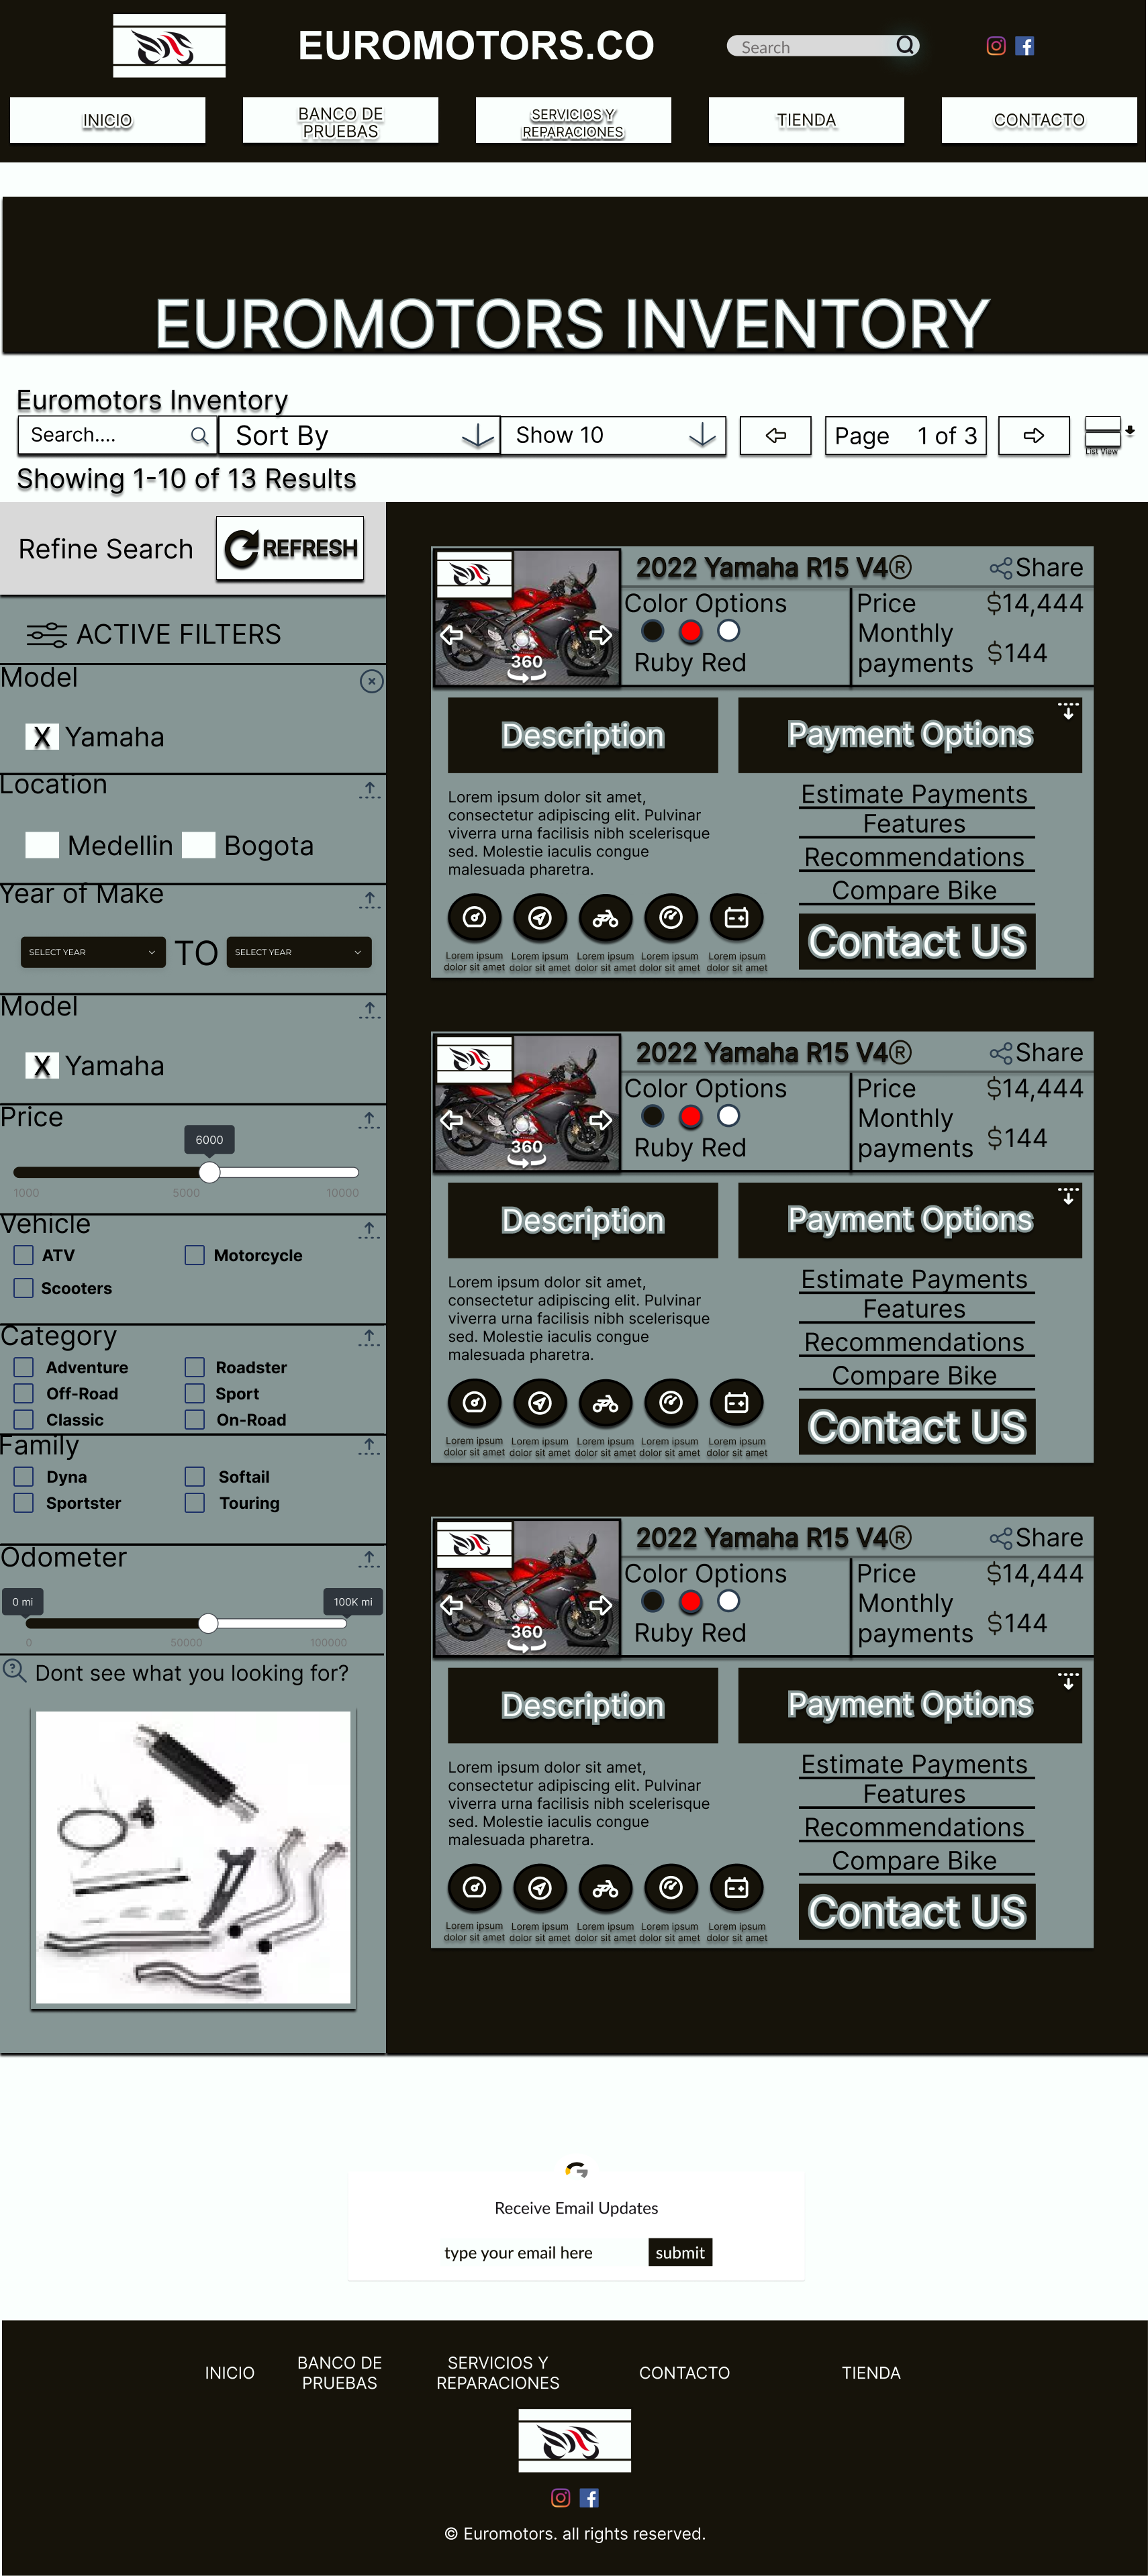 EUROMOTORS.CO
Search
INICIO
BANCO DE
PRUEBAS
SERVICIOS Y
REPARACIONES
TIENDA
CONTACTO
EUROMOTORS INVENTORY
Euromotors Inventory
Search....
Sort By
Show 10
Page 1 of 3
List View
Showing 1-10 of 13 Results
Refine Search
REFRESH
ACTIVE FILTERS
Model
X Yamaha
Location
Medellin
Bogota
Year of Make
SELECT YEAR
TO
SELECT YEAR
Model
X Yamaha
Price
6000
1000
5000
10000
Vehicle
ATV
Motorcycle
Scooters
Category
Adventure
Roadster
Off-Road
Sport
Classic
On-Road
Family
Dyna
Softail
Sportster
Touring
Odometer
0 mi
100K mi
0
50000
100000
Dont see what you looking for?
2022 Yamaha R15 V4®
Share
360
Color Options
Ruby Red
Price
$14,444
Monthly
payments
$144
Description
Payment Options
Lorem ipsum dolor sit amet,
consectetur adipiscing elit. Pulvinar
viverra urna facilisis nibh scelerisque
sed. Molestie iaculis congue
malesuada pharetra.
Lorem ipsum
dolor sit amet
Lorem ipsum
dolor sit amet
Lorem ipsum
dolor sit amet
Lorem ipsum
dolor sit amet
Lorem ipsum
dolor sit amet
Estimate Payments
Features
Recommendations
Compare Bike
Contact US
2022 Yamaha R15 V4®
Share
360
Color Options
Ruby Red
Price
$14,444
Monthly
payments
$144
Description
Payment Options
Lorem ipsum dolor sit amet,
consectetur adipiscing elit. Pulvinar
viverra urna facilisis nibh scelerisque
sed. Molestie iaculis congue
malesuada pharetra.
Lorem ipsum
dolor sit amet
Lorem ipsum
dolor sit amet
Lorem ipsum
dolor sit amet
Lorem ipsum
dolor sit amet
Lorem ipsum
dolor sit amet
Estimate Payments
Features
Recommendations
Compare Bike
Contact US
2022 Yamaha R15 V4®
Share
360
Color Options
Ruby Red
Price
$14,444
Monthly
payments
$144
Description
Payment Options
Lorem ipsum dolor sit amet,
consectetur adipiscing elit. Pulvinar
viverra urna facilisis nibh scelerisque
sed. Molestie iaculis congue
malesuada pharetra.
Lorem ipsum
dolor sit amet
Lorem ipsum
dolor sit amet
Lorem ipsum
dolor sit amet
Lorem ipsum
dolor sit amet
Lorem ipsum
dolor sit amet
Estimate Payments
Features
Recommendations
Compare Bike
Contact US
Receive Email Updates
type your email here
submit
INICIO
BANCO DE
PRUEBAS
SERVICIOS Y
REPARACIONES
CONTACTO
TIENDA
© Euromotors. all rights reserved.